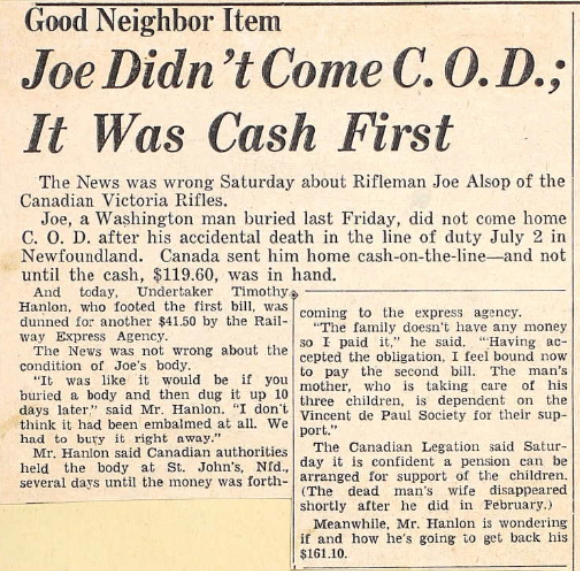 Good Neighbor Item
Joe Didn't Come C. O. D.;
It Was Cash First
The News was wrong Saturday about Rifleman Joe Alsop of the
Canadian Victoria Rifles.
Joe, a Washington man buried last Friday, did not come home
C. O. D. after his accidental death in the line of duty July 2 in
Newfoundland. Canada sent him home cash-on-the-line—and not
until the cash, $119.60, was in hand.
And today, Undertaker Timothy
Hanlon, who footed the first bill, was
dunned for another $41.50 by the Rail-
way Express Agency.
The News was not wrong about the
condition of Joe's body.
"It was like it would be if you
buried a body and then dug it up 10
days later," said Mr. Hanlon. "I don't
think it had been embalmed at all. We
had to bury it right away."
Mr. Hanlon said Canadian authorities
held the body at St. John's, Nfd.,
several days until the money was forth-
coming to the express agency.
"The family doesn't have any money
so I paid it," he said. "'Having ac-
cepted the obligation, I feel bound now
to pay the second bill. The man's
mother, who is taking care of his
three children, is dependent on the
Vincent de Paul Society for their sup-
port."
The Canadian Legation said Satur-
day it is confident a pension can be
arranged for support of the children.
(The dead man's wife disappeared
shortly after he did in February.)
Meanwhile, Mr. Hanlon is wondering
if and how he's going to get back his
$161.10.